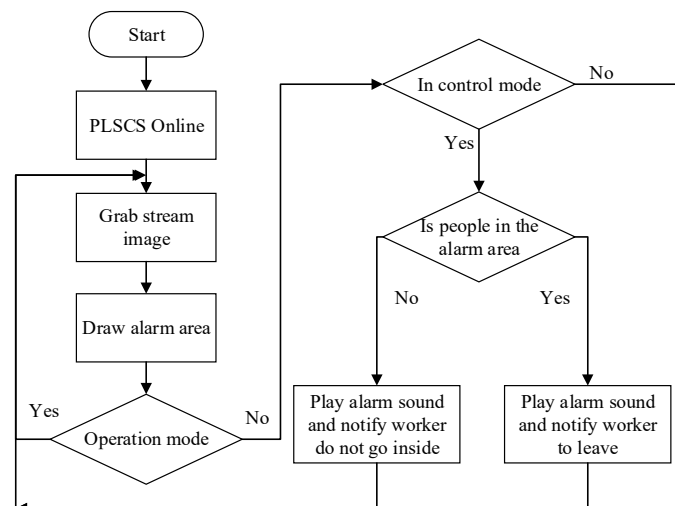 Start
PLSCS Online
Grab stream
image
Draw alarm area
Yes
Operation mode
No
In control mode
No
Yes
Is people in the
alarm area
No
Yes
Play alarm sound
and notify worker
do not go inside
Play alarm sound
and notify worker
to leave